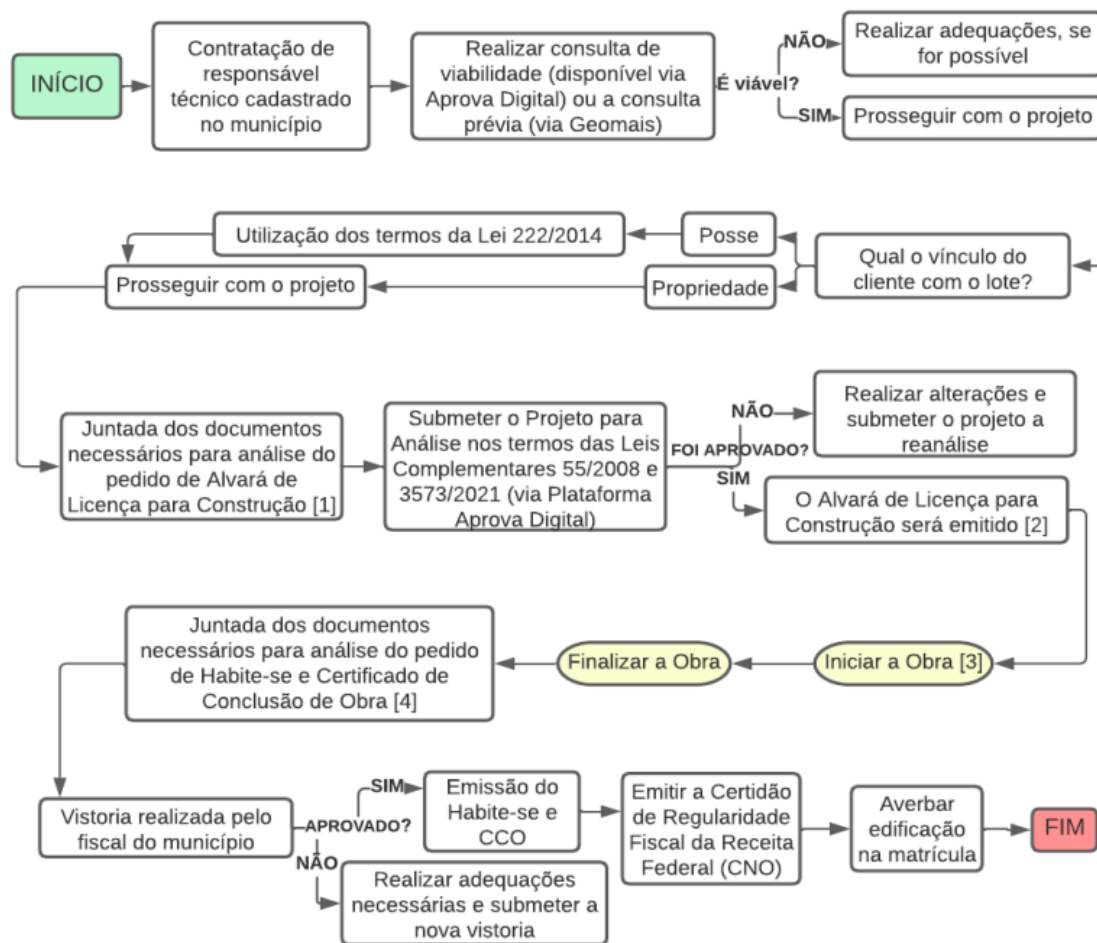 INÍCIO
Contratação de
responsável
técnico cadastrado
no município
Realizar consulta de
viabilidade (disponível via
Aprova Digital) ou a consulta
prévia (via Geomais)
É viável?
NÃO
Realizar adequações, se
for possível
SIM
Prosseguir com o projeto
Qual o vínculo do
cliente com o lote?
Posse
Utilização dos termos da Lei 222/2014
Propriedade
Prosseguir com o projeto
Juntada dos documentos
necessários para análise do
pedido de Alvará de
Licença para Construção [1]
Submeter o Projeto para
Análise nos termos das Leis
Complementares 55/2008 e
3573/2021 (via Plataforma
Aprova Digital)
FOI APROVADO?
NÃO
Realizar alterações e
submeter o projeto a
reanálise
SIM
O Alvará de Licença para
Construção será emitido [2]
Iniciar a Obra [3]
Finalizar a Obra
Juntada dos documentos
necessários para análise do pedido
de Habite-se e Certificado de
Conclusão de Obra [4]
Vistoria realizada pelo
fiscal do município
APROVADO?
SIM
Emissão do
Habite-se e
CCO
NÃO
Realizar adequações
necessárias e submeter a
nova vistoria
Emitir a Certidão
de Regularidade
Fiscal da Receita
Federal (CNO)
Averbar
edificação
na matrícula
FIM